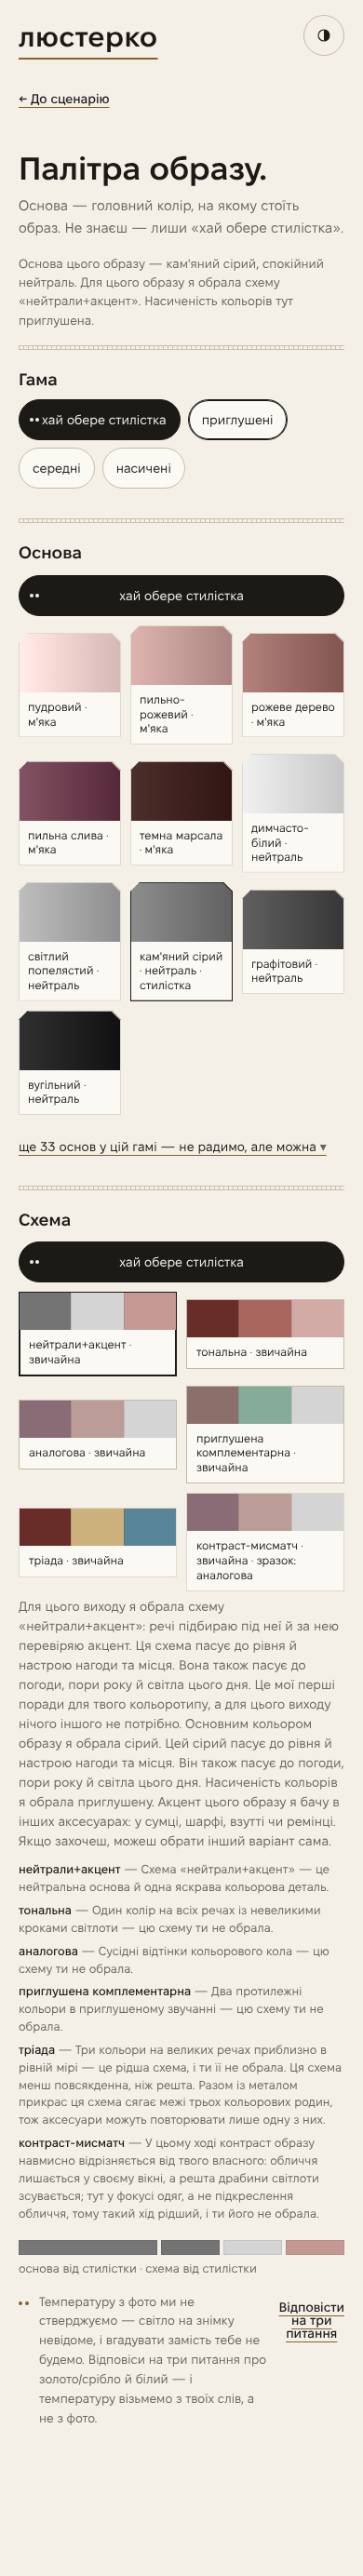 люстерко
← До сценарію
Палітра образу.
Основа — головний колір, на якому стоїть
образ. Не знаєш — лиши «хай обере стилістка».
Основа цього образу — кам'яний сірий, спокійний
нейтраль. Для цього образу я обрала схему
«нейтрали+акцент». Насиченість кольорів тут
приглушена.
Гама
хай обере стилістка
приглушені
середні
насичені
Основа
хай обере стилістка
пудровий ·
м'яка
пильно-
рожевий ·
м'яка
рожеве дерево
· м'яка
пильна слива ·
м'яка
темна марсала
· м'яка
димчасто-
білий ·
нейтраль
світлий
попелястий ·
нейтраль
кам'яний сірий
· нейтраль ·
стилістка
графітовий ·
нейтраль
вугільний ·
нейтраль
ще 33 основ у цій гамі — не радимо, але можна ▾
Схема
хай обере стилістка
нейтрали+акцент ·
звичайна
тональна · звичайна
аналогова · звичайна
приглушена
комплементарна ·
звичайна
тріада · звичайна
контраст-мисматч ·
звичайна · зразок:
аналогова
Для цього виходу я обрала схему
«нейтрали+акцент»: речі підбираю під неї й за нею
перевіряю акцент. Ця схема пасує до рівня й
настрою нагоди та місця. Вона також пасує до
погоди, пори року й світла цього дня. Це мої перші
поради для твого кольоротипу, а для цього виходу
нічого іншого не потрібно. Основним кольором
образу я обрала сірий. Цей сірий пасує до рівня й
настрою нагоди та місця. Він також пасує до погоди,
пори року й світла цього дня. Насиченість кольорів
я обрала приглушену. Акцент цього образу я бачу в
інших аксесуарах: у сумці, шарфі, взутті чи ремінці.
Якщо захочеш, можеш обрати інший варіант сама.
нейтрали+акцент — Схема «нейтрали+акцент» — це
нейтральна основа й одна яскрава кольорова деталь.
тональна — Один колір на всіх речах із невеликими
кроками світлоти — цю схему ти не обрала.
аналогова — Сусідні відтінки кольорового кола — цю
схему ти не обрала.
приглушена комплементарна — Два протилежні
кольори в приглушеному звучанні — цю схему ти не
обрала.
тріада — Три кольори на великих речах приблизно в
рівній мірі — це рідша схема, і ти її не обрала. Ця схема
менш повсякденна, ніж решта. Разом із металом
прикрас ця схема сягає межі трьох кольорових родин,
тож аксесуари можуть повторювати лише одну з них.
контраст-мисматч — У цьому ході контраст образу
навмисно відрізняється від твого власного: обличчя
лишається у своєму вікні, а решта драбини світлоти
зсувається; тут у фокусі одяг, а не підкреслення
обличчя, тому такий хід рідший, і ти його не обрала.
основа від стилістки · схема від стилістки
Температуру з фото ми не
стверджуємо — світло на знімку
невідоме, і вгадувати замість тебе не
будемо. Відповіси на три питання про
золото/срібло й білий — і
температуру візьмемо з твоїх слів, а
не з фото.
Відповісти
на три
питання